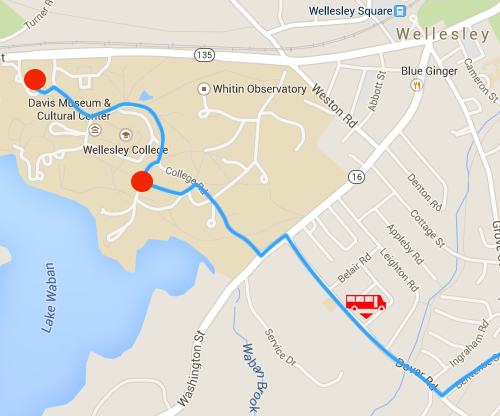 Turner R
Wellesley Square
Wellesley
135
st
Blue Ginger
Cameron St
Abbott St
Whitin Observatory
Weston Rd
Davis Museum &
Cultural Center
Wellesley College
College Rd
16
Denton Rd
Cottage St
Grove
Appleby Rd
Leighton Rd
Belair Rd
Lake Waban
Washington St
Service Dr
Waban Brook
Dover Rd
Ingraham Rd